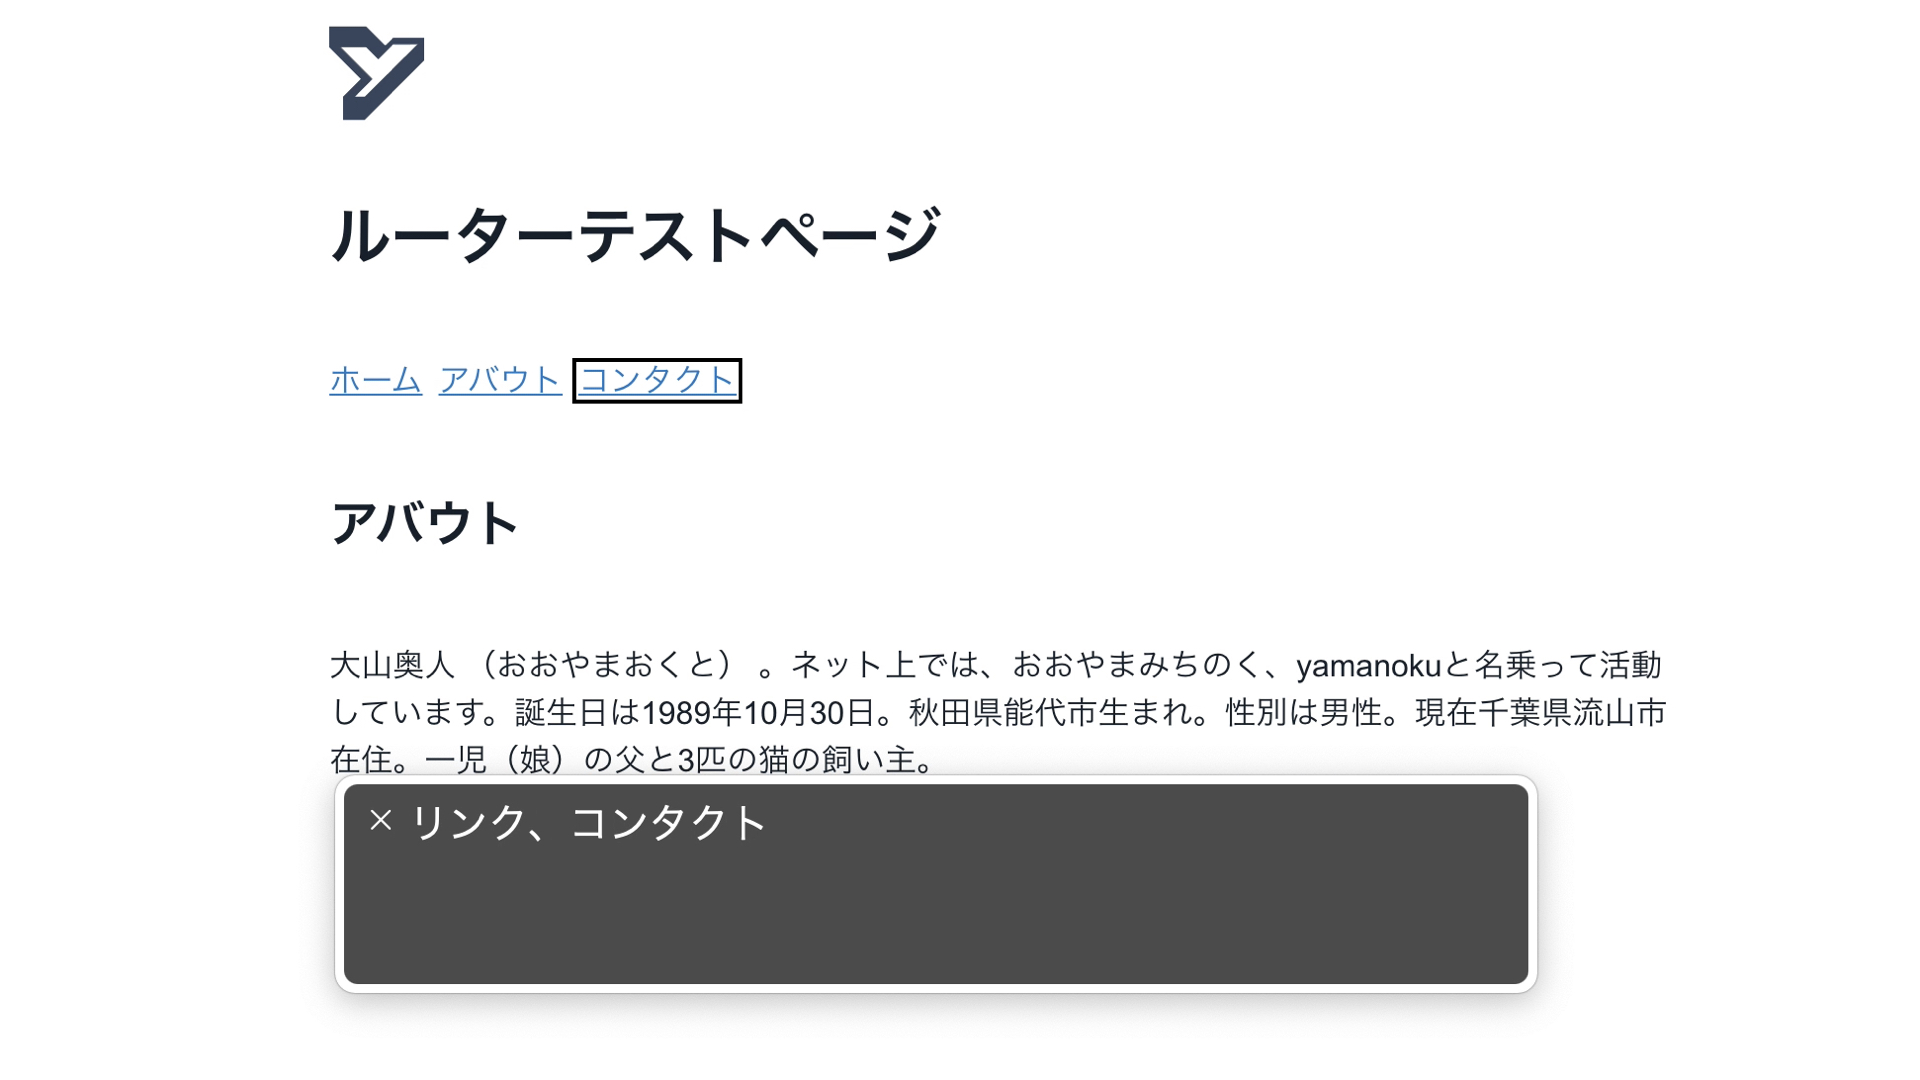 ルーターテストページ
ホーム アバウト コンタクト
アバウト
大山奥人 （おおやまおくと） 。ネット上では、おおやまみちのく、yamanokuと名乗って活動
しています。誕生日は1989年10月30日。秋田県能代市生まれ。性別は男性。現在千葉県流山市
在住。一児（娘）の父と3匹の猫の飼い主。
× リンク、コンタクト